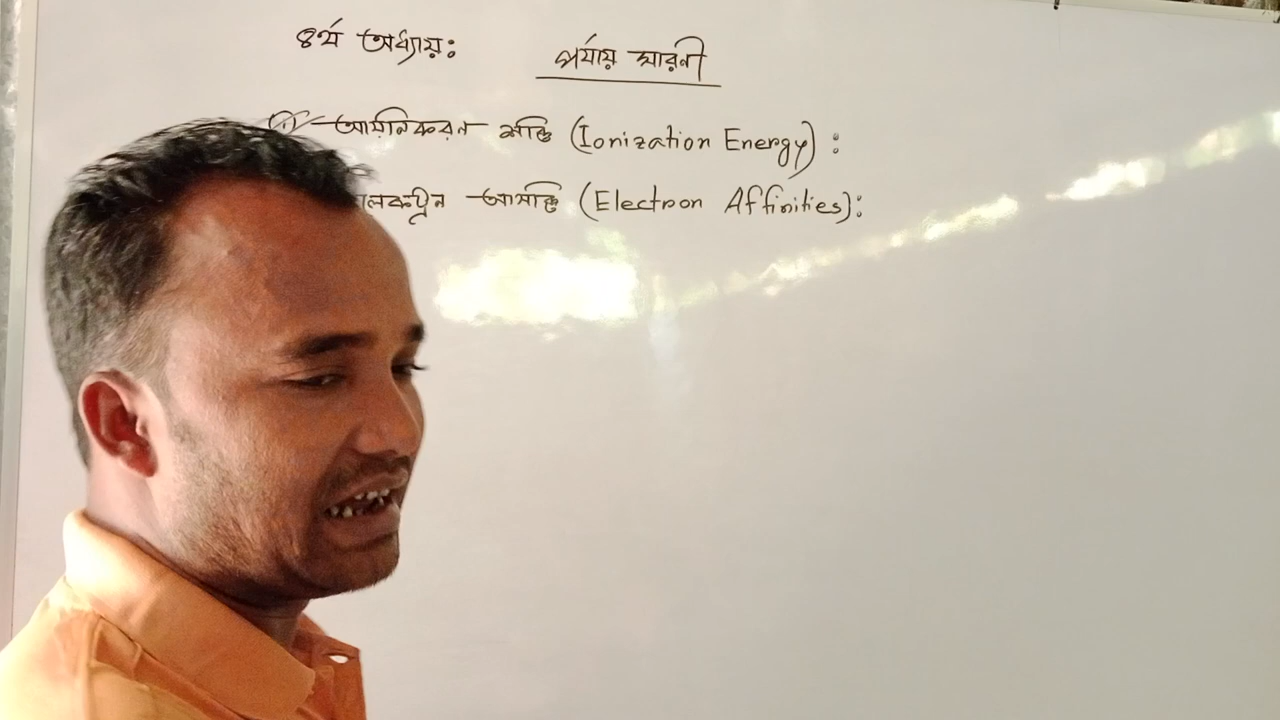 ৪র্থ অধ্যায়ঃ
পর্যায় সারণী
আয়নিকরণ শক্তি (Ionization Energy) :
আসক্তি (Electron Affinities):